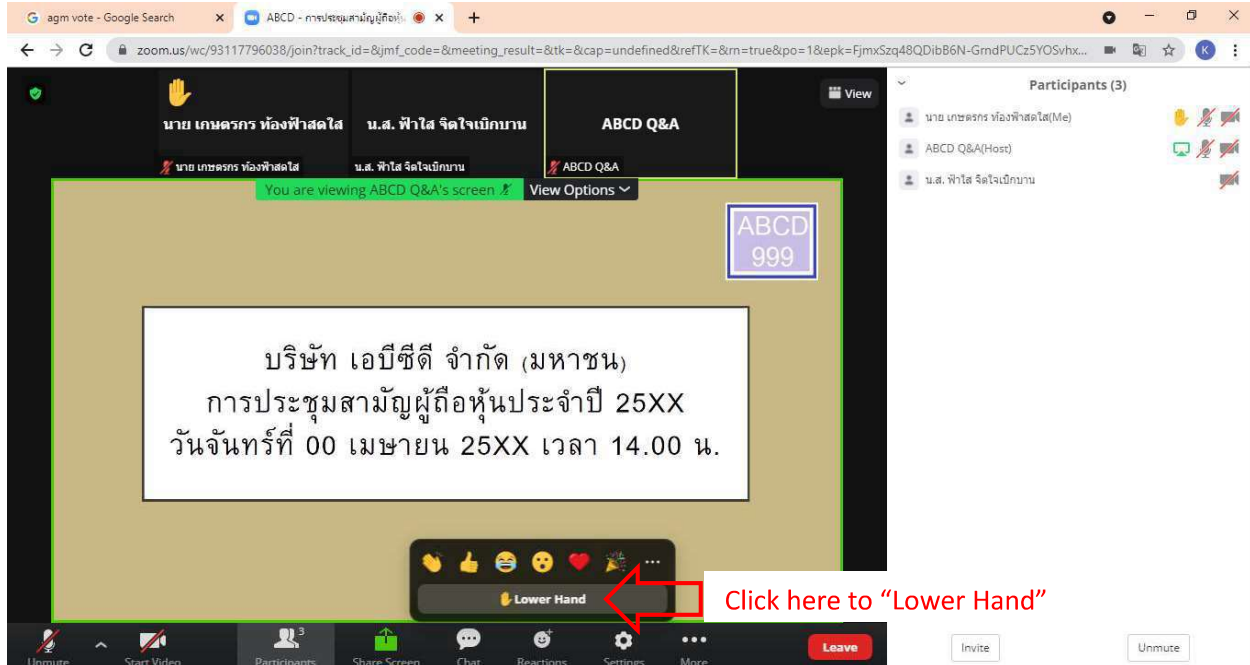 agm vote - Google Search
ABCD - การประชุมสามัญผู้ถือหุ้น
zoom.us/wc/93117796038/join?track_id=&jmf_code=&meeting_result=&tk=&cap=undefined&refTK=&rn=true&po=1&epk=FjmxSzq48QDibB6N-GrndPUCz5YOSvhx...
K
View
นาย เกษตรกร ท้องฟ้าสดใส
น.ส. ฟ้าใส จิตใจเบิกบาน
ABCD Q&A
นาย เกษตรกร ท้องฟ้าสดใส
น.ส. ฟ้าใส จิตใจเบิกบาน
ABCD Q&A
You are viewing ABCD Q&A's screen
View Options
ABCD
999
บริษัท เอบีซีดี จำกัด (มหาชน)
การประชุมสามัญผู้ถือหุ้นประจำปี 25XX
วันจันทร์ที่ 00 เมษายน 25XX เวลา 14.00 น.
Lower Hand
Click here to “Lower Hand”
Unmute
Start Video
3
Participants
Share Screen
Chat
Reactions
Settings
More
Leave
Participants (3)
นาย เกษตรกร ท้องฟ้าสดใส(Me)
ABCD Q&A(Host)
น.ส. ฟ้าใส จิตใจเบิกบาน
Invite
Unmute